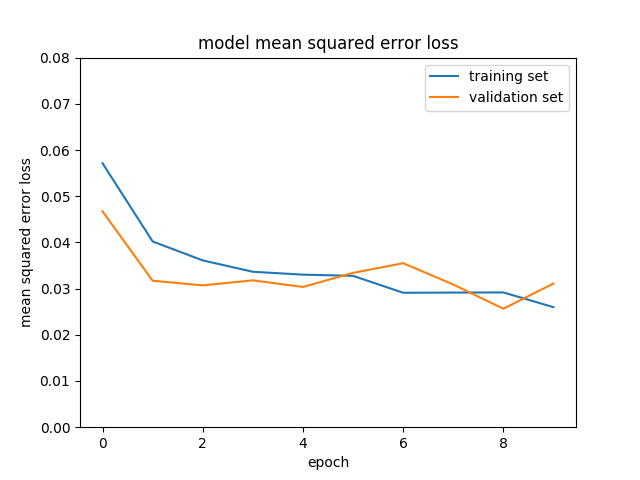 model mean squared error loss
0.08
0.07
0.06
0.05
0.04
0.03
0.02
0.01
0.00
mean squared error loss
training set
validation set
0 2 4 6 8
epoch